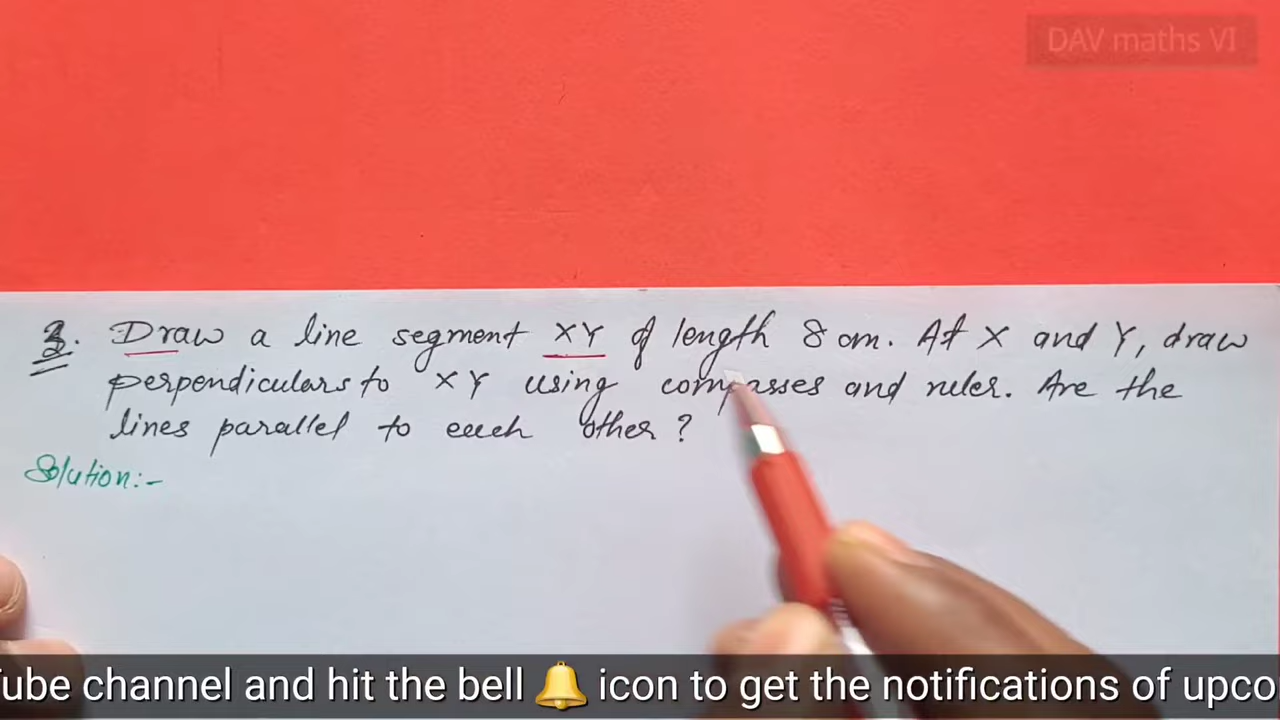 DAV maths VI
3. Draw a line segment XY of length 8 cm. At X and Y, draw
perpendiculars to XY using compasses and ruler. Are the
lines parallel to each other?
Solution:-
Tube channel and hit the bell 🔔 icon to get the notifications of upco